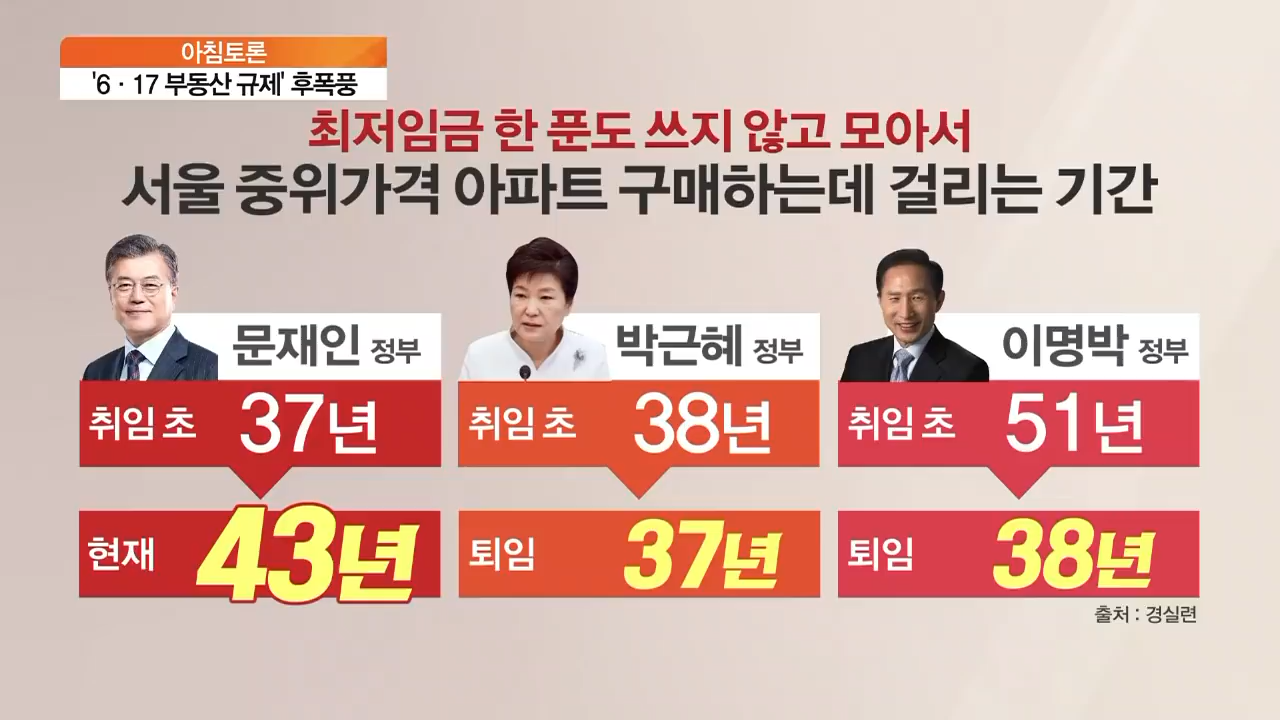 아침토론
'6·17 부동산 규제' 후폭풍
최저임금 한 푼도 쓰지 않고 모아서
서울 중위가격 아파트 구매하는데 걸리는 기간
문재인 정부
취임 초 37년
현재 43년
박근혜 정부
취임 초 38년
퇴임 37년
이명박 정부
취임 초 51년
퇴임 38년
출처 : 경실련